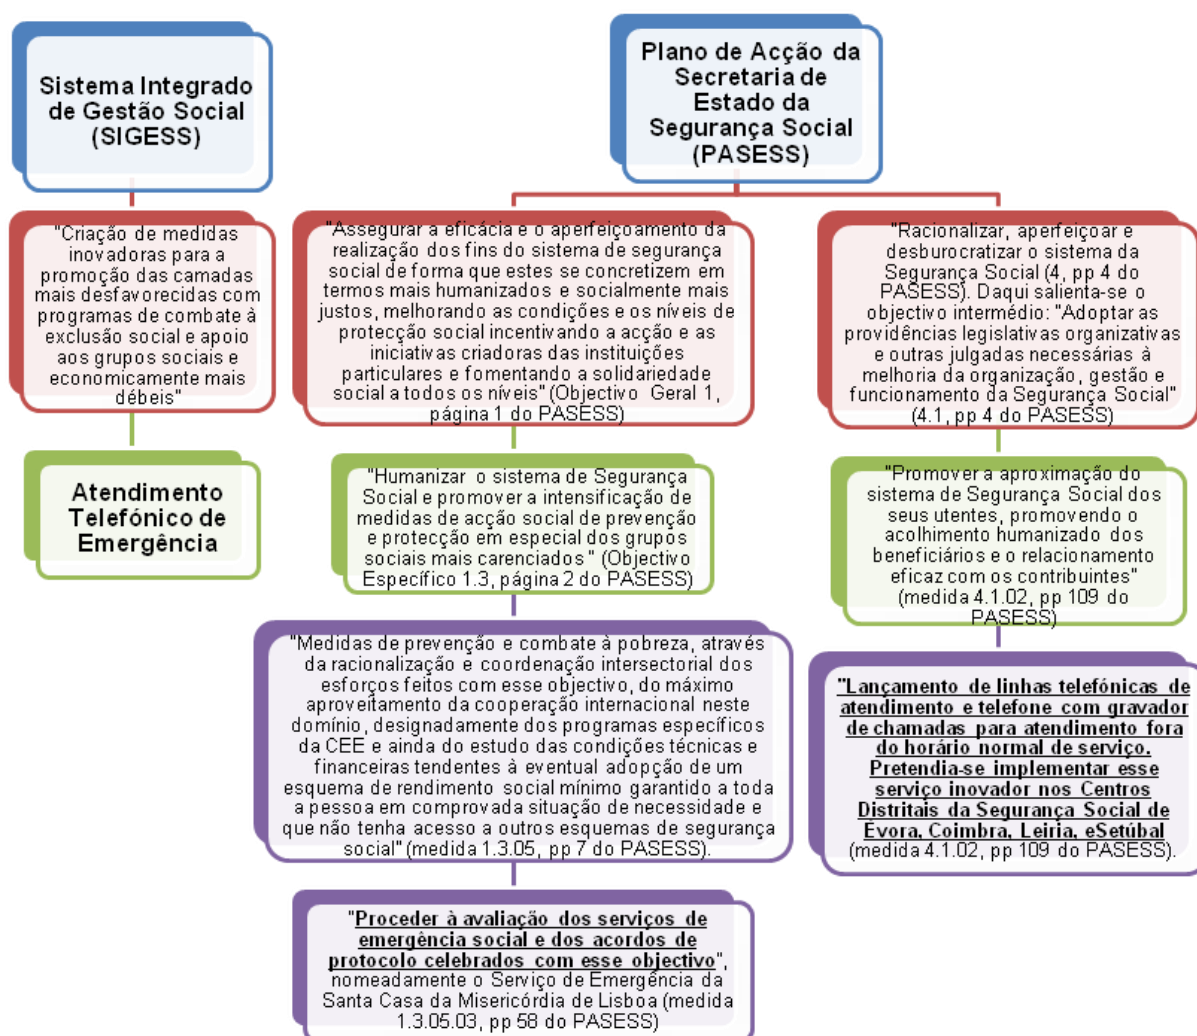 Sistema Integrado
de Gestão Social
(SIGESS)
Plano de Acção da
Secretaria de
Estado da
Segurança Social
(PASESS)
"Criação de medidas
inovadoras para a
promoção das camadas
mais desfavorecidas com
programas de combate à
exclusão social e apoio
aos grupos sociais e
economicamente mais
débeis"
"Assegurar a eficácia e o aperfeiçoamento da
realização dos fins do sistema de segurança
social de forma que estes se concretizem em
termos mais humanizados e socialmente mais
justos, melhorando as condições e os níveis de
protecção social incentivando a acção e as
iniciativas criadoras das instituições
particulares e fomentando a solidariedade
social a todos os níveis" (Objectivo Geral 1,
página 1 do PASESS)
"Racionalizar, aperfeiçoar e
desburocratizar o sistema da
Segurança Social (4, pp 4 do
PASESS). Daqui salienta-se o
objectivo intermédio: "Adoptar as
providências legislativas organizativas
e outras julgadas necessárias à
melhoria da organização, gestão e
funcionamento da Segurança Social"
(4.1, pp 4 do PASESS)
Atendimento
Telefónico de
Emergência
"Humanizar o sistema de Segurança
Social e promover a intensificação de
medidas de acção social de prevenção
e protecção em especial dos grupos
sociais mais carenciados " (Objectivo
Específico 1.3, página 2 do PASESS)
"Promover a aproximação do
sistema de Segurança Social dos
seus utentes, promovendo o
acolhimento humanizado dos
beneficiários e o relacionamento
eficaz com os contribuintes"
(medida 4.1.02, pp 109 do
PASESS)
"Medidas de prevenção e combate à pobreza, através
da racionalização e coordenação intersectorial dos
esforços feitos com esse objectivo, do máximo
aproveitamento da cooperação internacional neste
domínio, designadamente dos programas específicos
da CEE e ainda do estudo das condições técnicas e
financeiras tendentes à eventual adopção de um
esquema de rendimento social mínimo garantido a toda
a pessoa em comprovada situação de necessidade e
que não tenha acesso a outros esquemas de segurança
social" (medida 1.3.05, pp 7 do PASESS).
"Lançamento de linhas telefónicas de
atendimento e telefone com gravador
de chamadas para atendimento fora
do horário normal de serviço.
Pretendia-se implementar esse
serviço inovador nos Centros
Distritais da Segurança Social de
Évora, Coimbra, Leiria, eSetúbal
(medida 4.1.02, pp 109 do PASESS).
"Proceder à avaliação dos serviços de
emergência social e dos acordos de
protocolo celebrados com esse objectivo",
nomeadamente o Serviço de Emergência da
Santa Casa da Misericórdia de Lisboa (medida
1.3.05.03, pp 58 do PASESS)